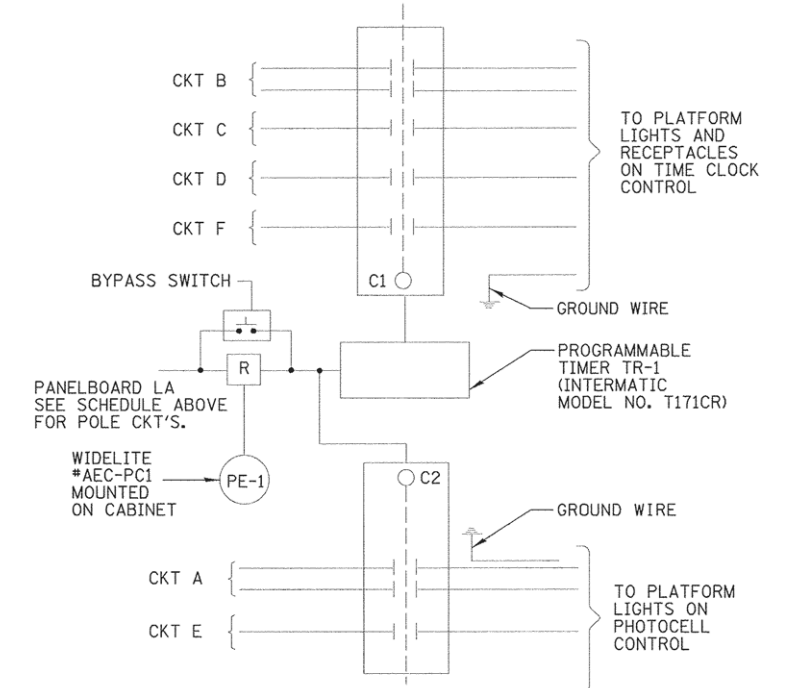 CKT B
CKT C
CKT D
CKT F
TO PLATFORM
LIGHTS AND
RECEPTACLES
ON TIME CLOCK
CONTROL
C1
BYPASS SWITCH
GROUND WIRE
R
PROGRAMMABLE
TIMER TR-1
(INTERMATIC
MODEL NO. T171CR)
PANELBOARD LA
SEE SCHEDULE ABOVE
FOR POLE CKT'S.
WIDELITE
#AEC-PC1
MOUNTED
ON CABINET
PE-1
C2
GROUND WIRE
CKT A
CKT E
TO PLATFORM
LIGHTS ON
PHOTOCELL
CONTROL